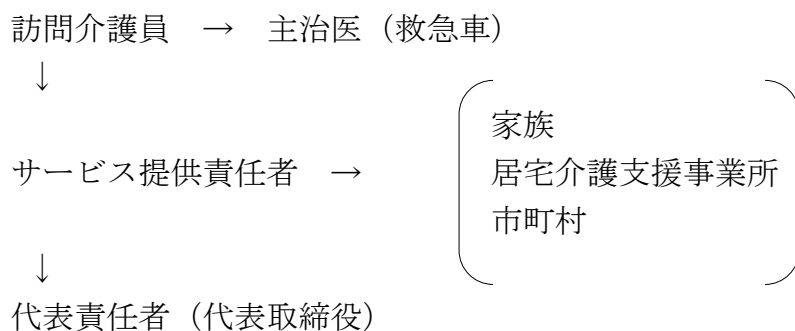 訪問介護員　→　主治医（救急車）
↓
家族
サービス提供責任者　→　居宅介護支援事業所
市町村
↓
代表責任者（代表取締役）